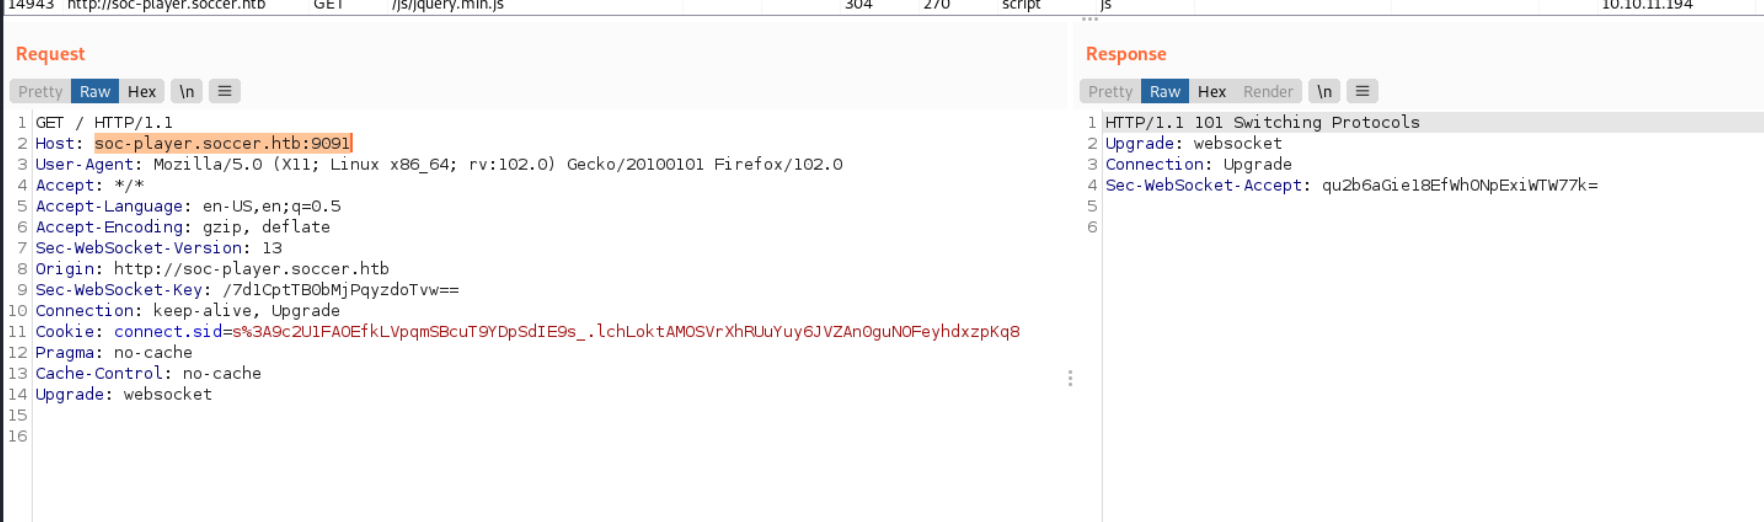 14943 http://soc-player.soccer.htb GET /js/jquery.min.js 304 270 script js 10.10.11.194
Request
Pretty Raw Hex \n
1 GET / HTTP/1.1
2 Host: soc-player.soccer.htb:9091
3 User-Agent: Mozilla/5.0 (X11; Linux x86_64; rv:102.0) Gecko/20100101 Firefox/102.0
4 Accept: */*
5 Accept-Language: en-US,en;q=0.5
6 Accept-Encoding: gzip, deflate
7 Sec-WebSocket-Version: 13
8 Origin: http://soc-player.soccer.htb
9 Sec-WebSocket-Key: /7d1CptTB0bMjPqyzdoTvw==
10 Connection: keep-alive, Upgrade
11 Cookie: connect.sid=s%3A9c2U1FAOEfkLVpqmSBcuT9YDpSdIE9s_.lchLoktAMOSVrXhRUuYuy6JVZAn0guNOFeyhdxzpKq8
12 Pragma: no-cache
13 Cache-Control: no-cache
14 Upgrade: websocket
15
16
Response
Pretty Raw Hex Render \n
1 HTTP/1.1 101 Switching Protocols
2 Upgrade: websocket
3 Connection: Upgrade
4 Sec-WebSocket-Accept: qu2b6aGie18EfWhONpExiWTW77k=
5
6